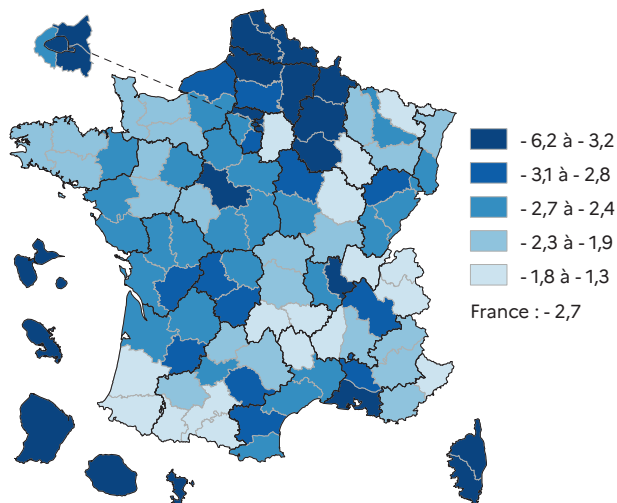 - 6,2 à - 3,2
- 3,1 à - 2,8
- 2,7 à - 2,4
- 2,3 à - 1,9
- 1,8 à - 1,3
France : - 2,7